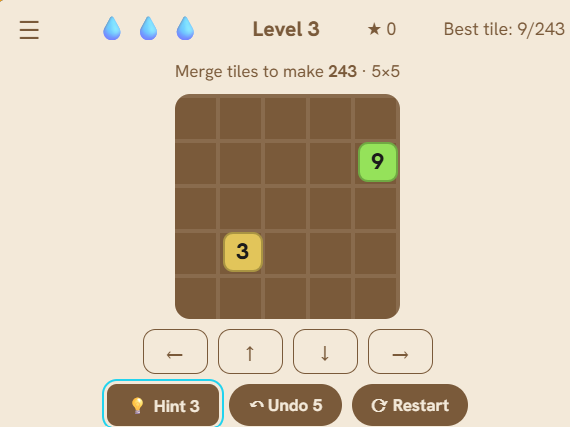 ☰ 💧 💧 💧 Level 3 ★ 0 Best tile: 9/243
Merge tiles to make 243 · 5×5
9
3
← ↑ ↓ →
💡 Hint 3 ↶ Undo 5 ⟳ Restart